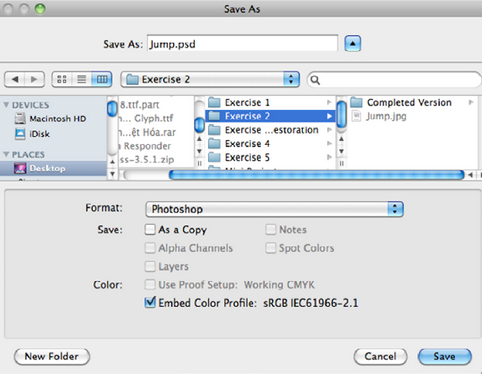 Save As
Save As: Jump.psd
Exercise 2
DEVICES
Macintosh HD
iDisk
PLACES
Desktop
8.ttf.part
Glyph.ttf
...ệt Hóa.rar
Responder
ss-3.5.1.zip
Exercise 1
Exercise 2
Exercise ...estoration
Exercise 4
Exercise 5
Completed Version
Jump.jpg
Format: Photoshop
Save: As a Copy Notes
Alpha Channels Spot Colors
Layers
Color: Use Proof Setup: Working CMYK
Embed Color Profile: sRGB IEC61966-2.1
New Folder Cancel Save